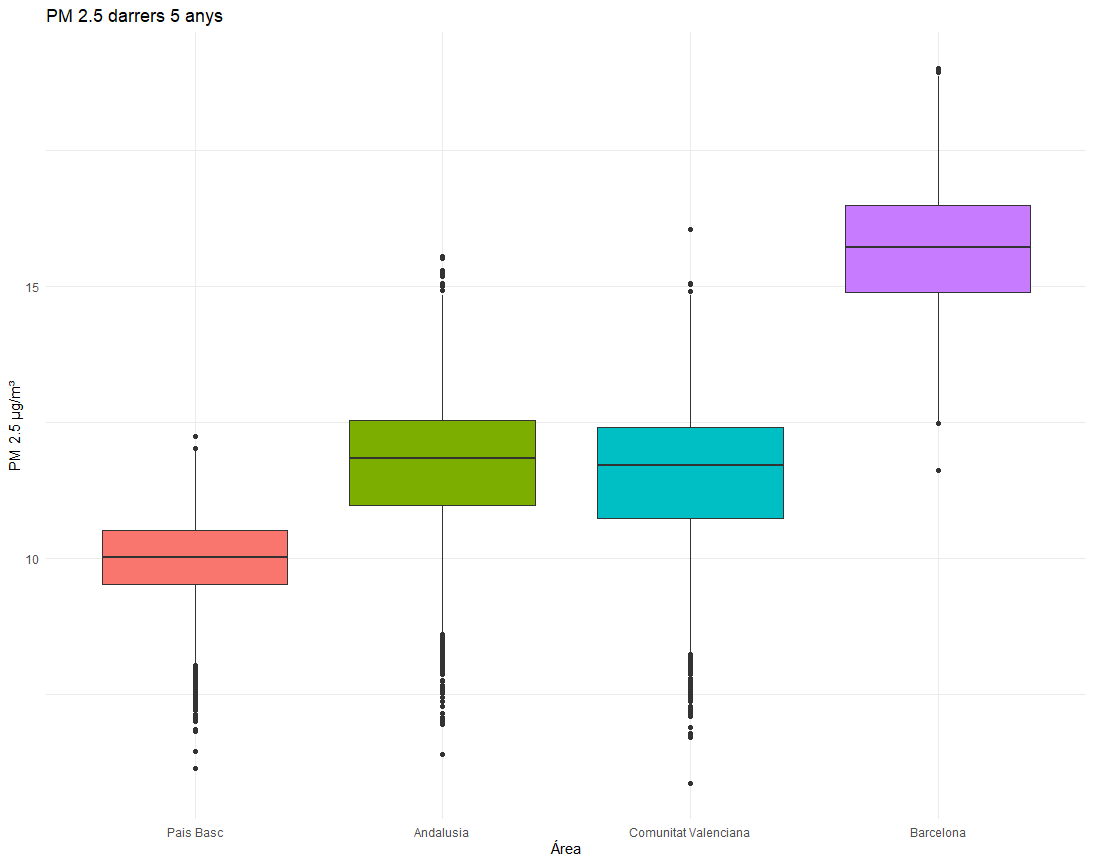 PM 2.5 darrers 5 anys
PM 2.5 µg/m³
15
10
Pais Basc
Andalusia
Comunitat Valenciana
Barcelona
Área